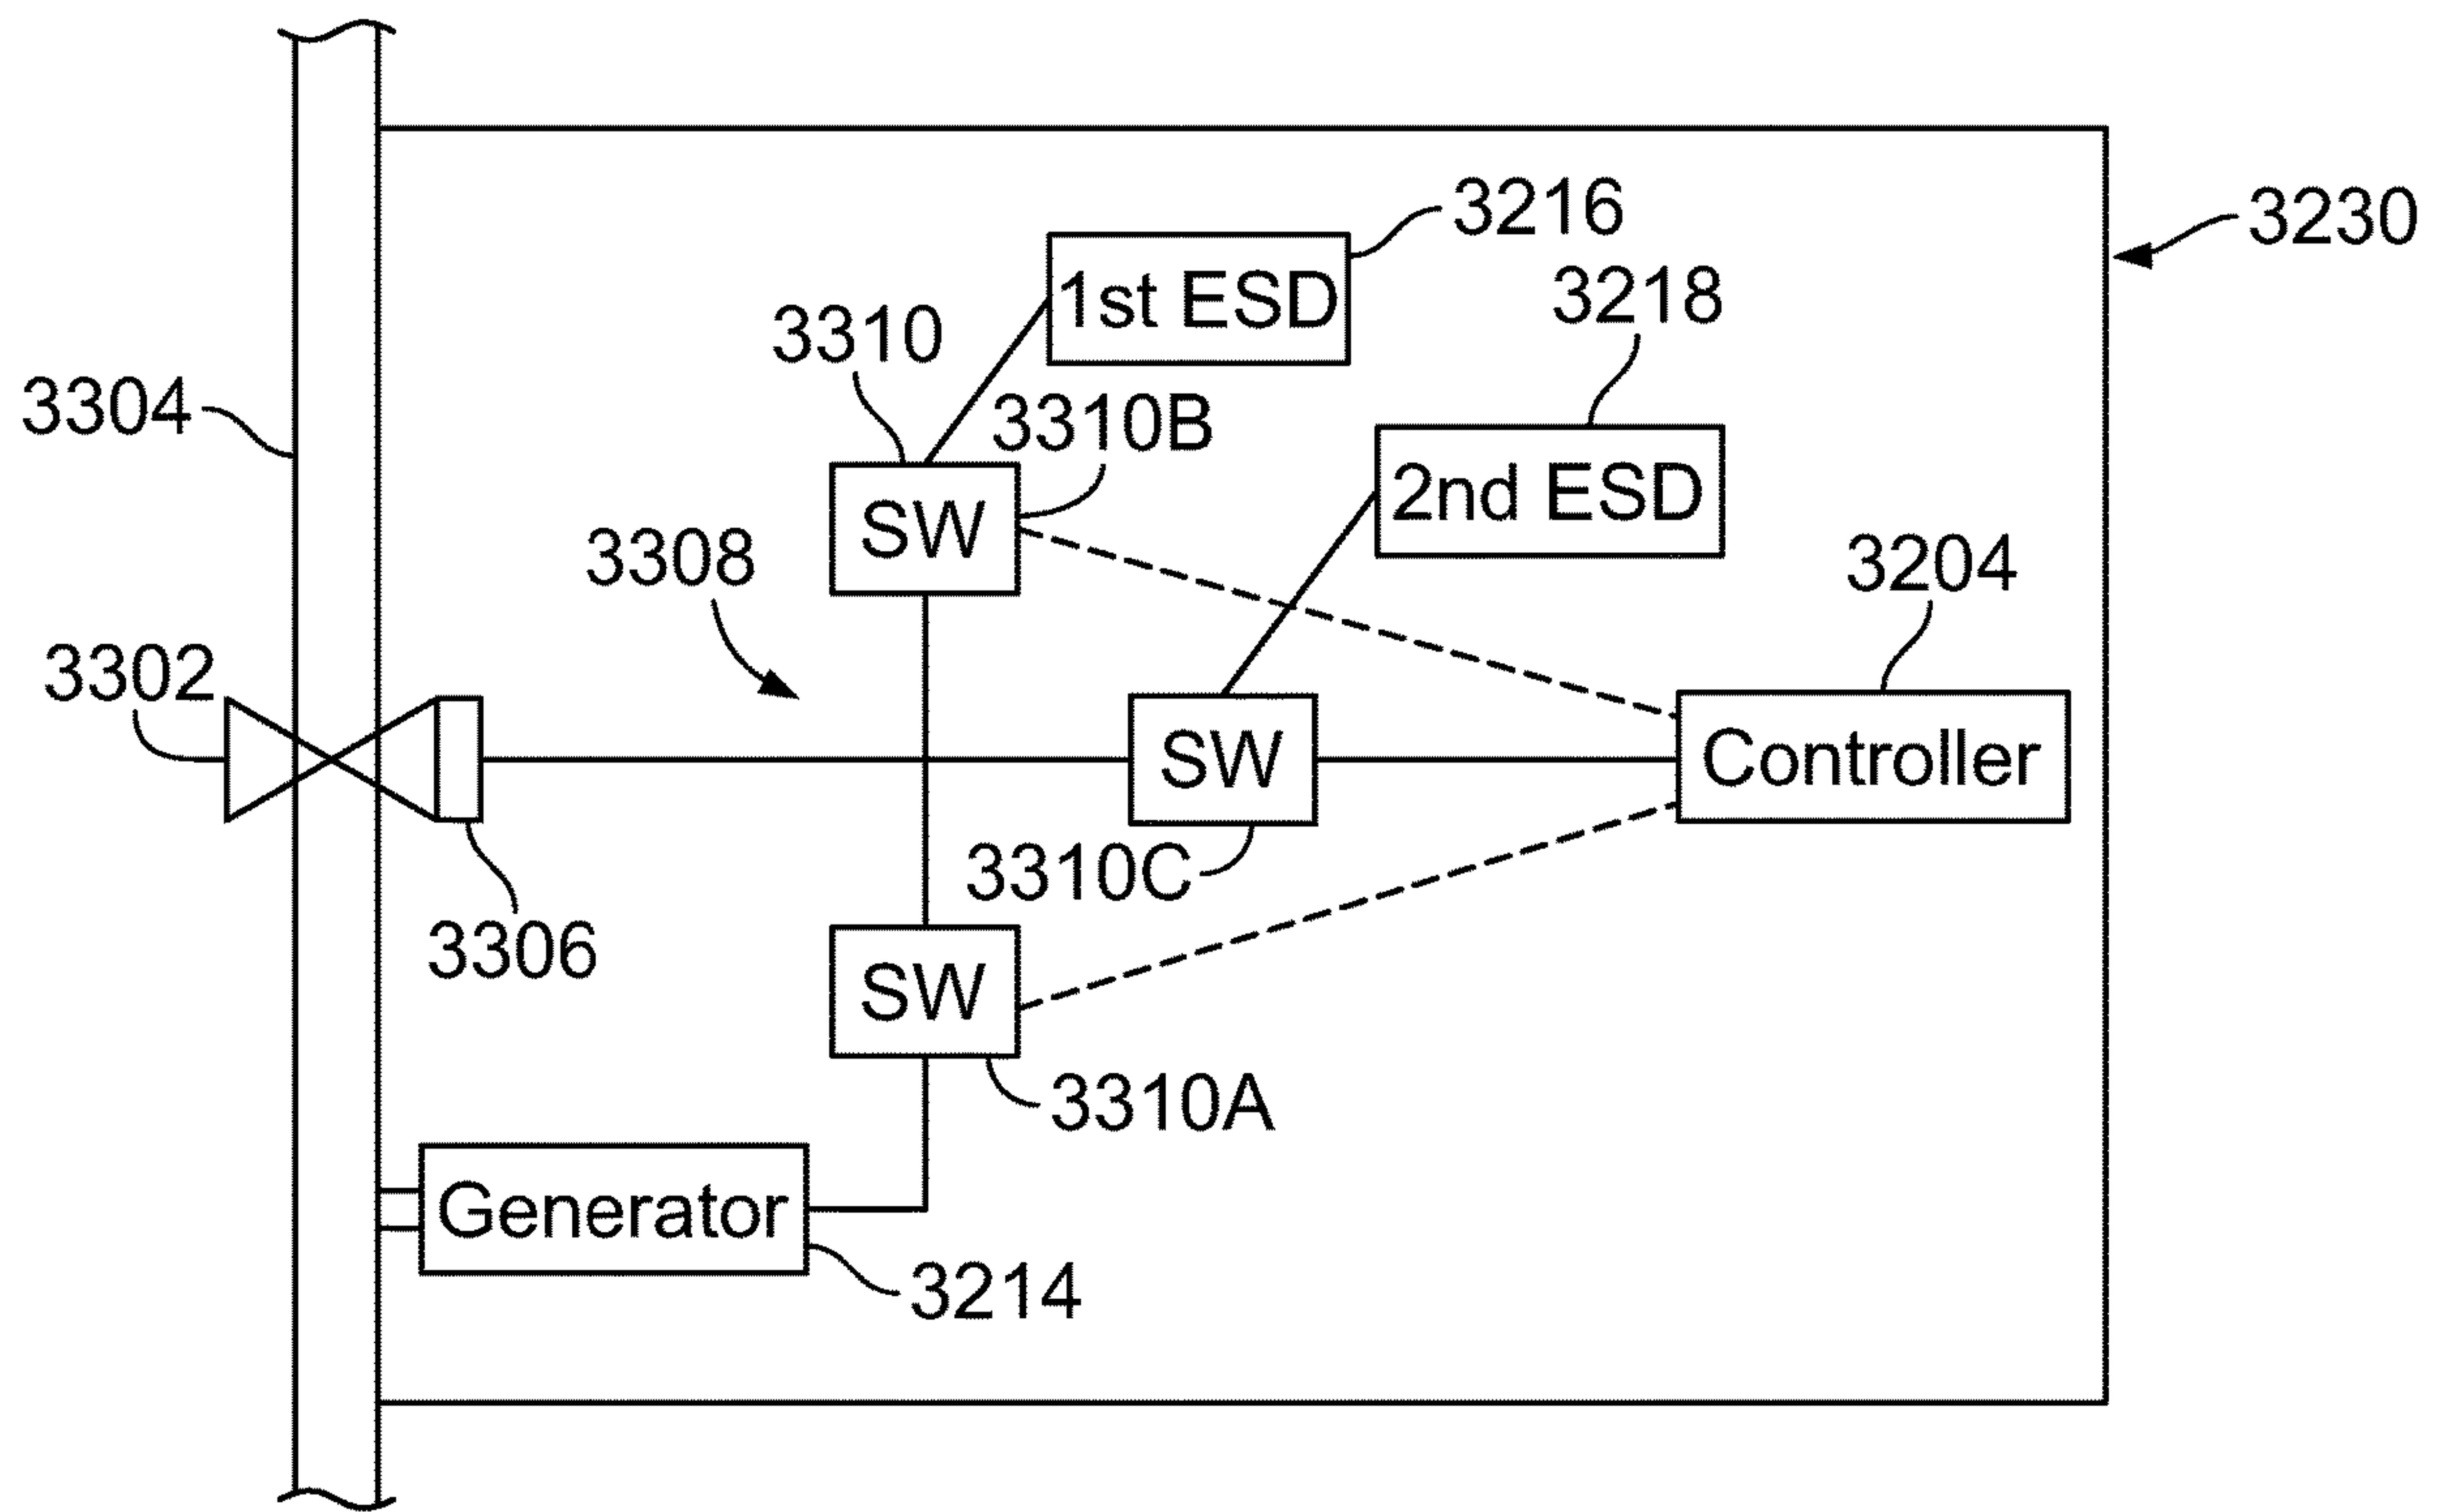 3216
3230
1st ESD
3218
3310
3304
3310B
2nd ESD
SW
3308
3204
3302
SW
Controller
3310C
3306
SW
3310A
Generator
3214